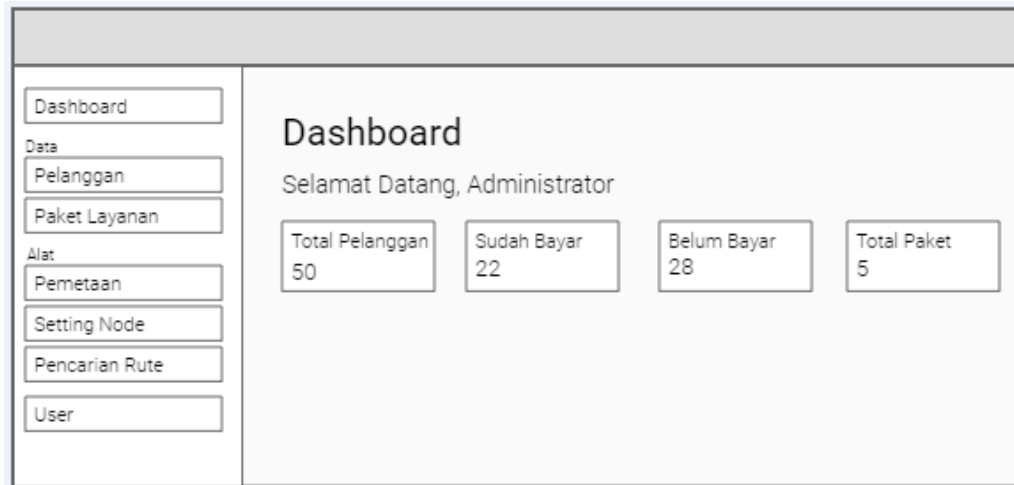 Dashboard
Data
Pelanggan
Paket Layanan
Alat
Pemetaan
Setting Node
Pencarian Rute
User
Dashboard
Selamat Datang, Administrator
Total Pelanggan
50
Sudah Bayar
22
Belum Bayar
28
Total Paket
5